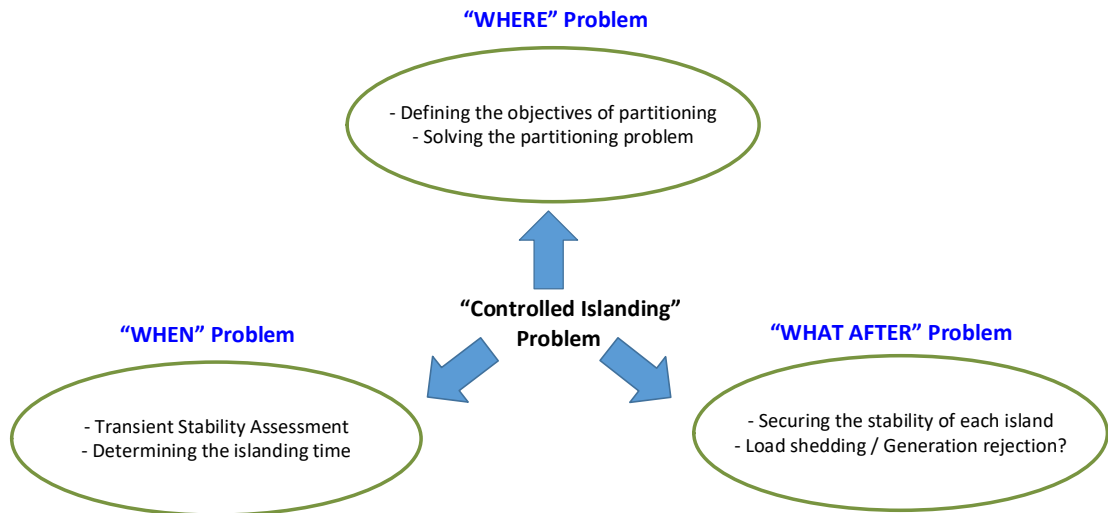 “WHERE” Problem
- Defining the objectives of partitioning
- Solving the partitioning problem
“Controlled Islanding”
Problem
“WHEN” Problem
- Transient Stability Assessment
- Determining the islanding time
“WHAT AFTER” Problem
- Securing the stability of each island
- Load shedding / Generation rejection?